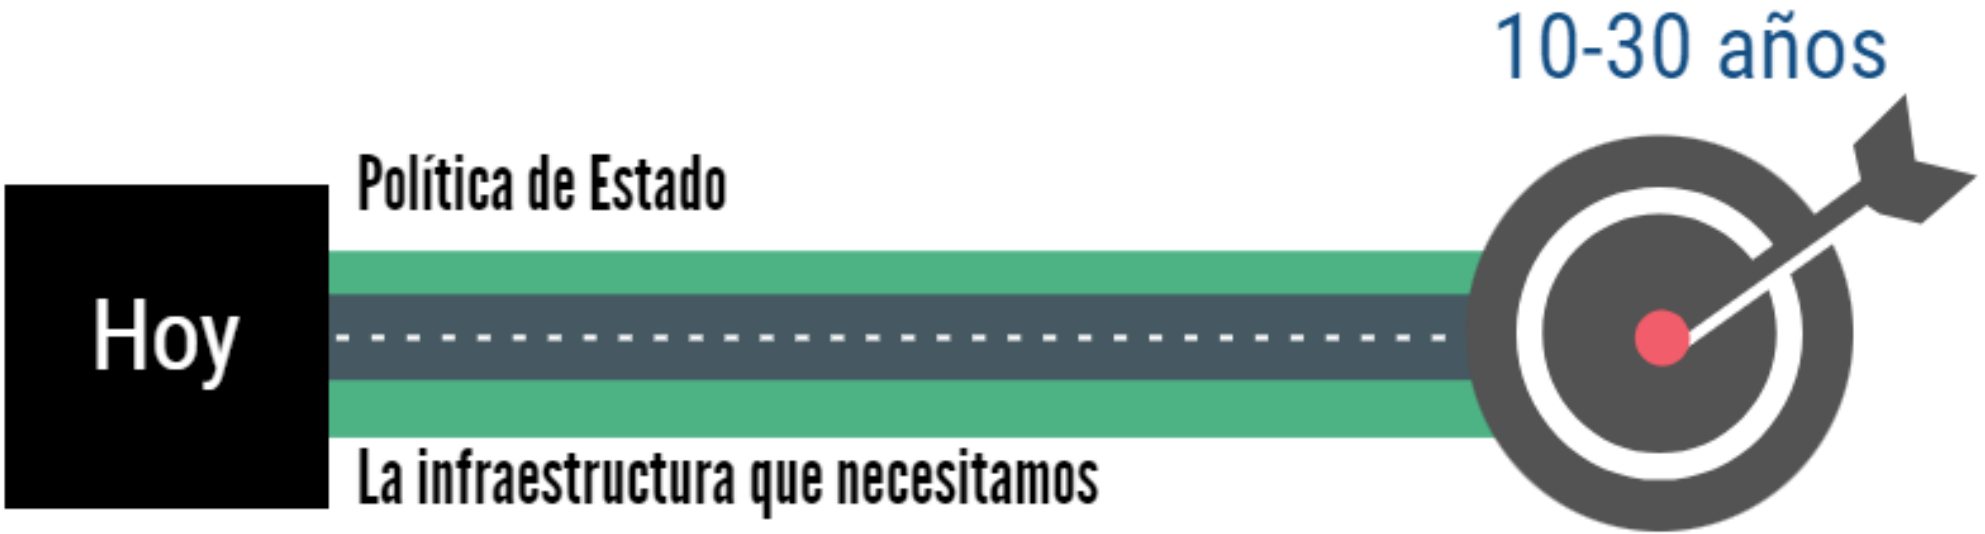 10-30 años
Política de Estado
Hoy
La infraestructura que necesitamos